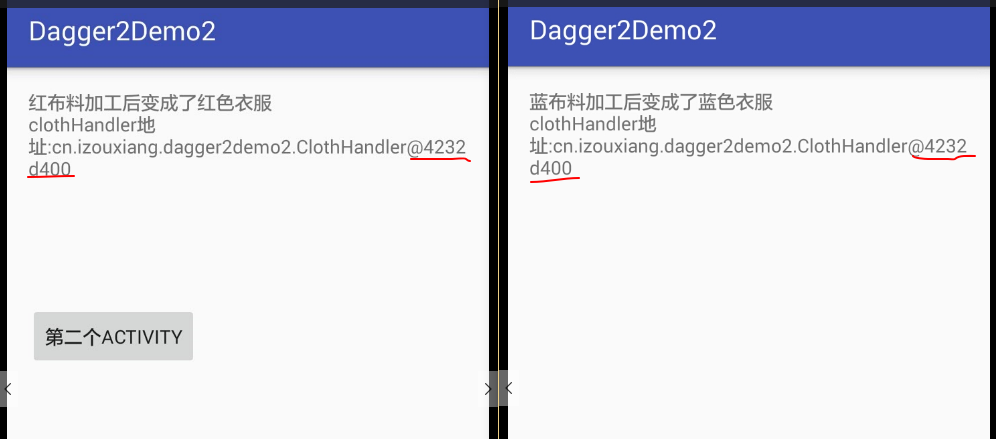 Dagger2Demo2
红布料加工后变成了红色衣服
clothHandler地
址:cn.izouxiang.dagger2demo2.ClothHandler@4232
d400
第二个ACTIVITY
Dagger2Demo2
蓝布料加工后变成了蓝色衣服
clothHandler地
址:cn.izouxiang.dagger2demo2.ClothHandler@4232
d400